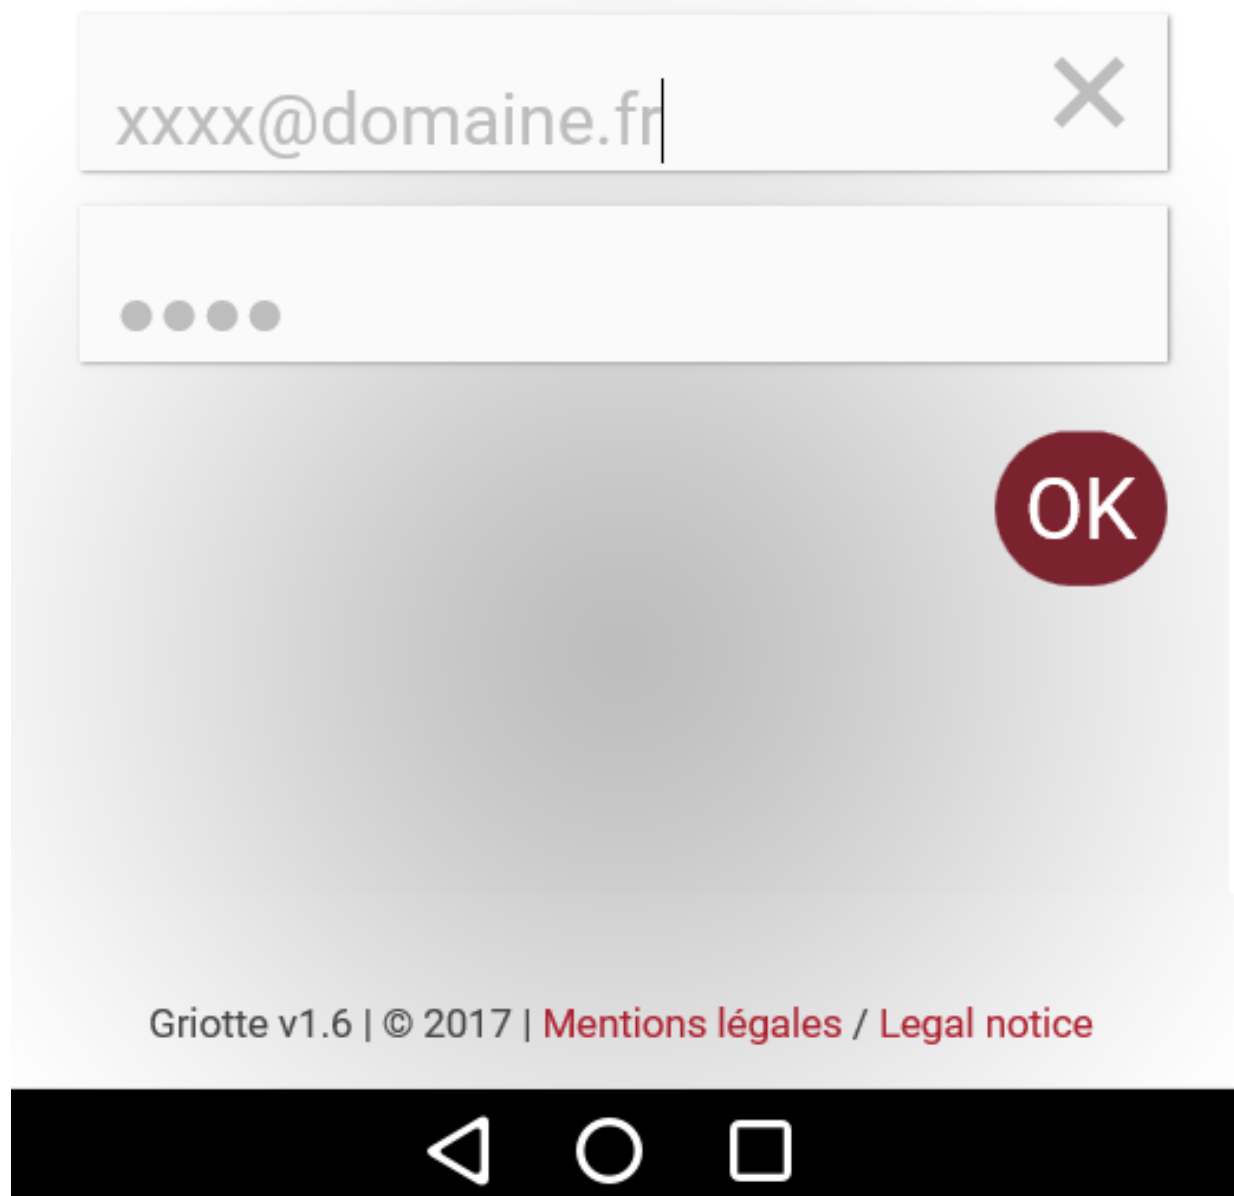 xxxx@domaine.fr
••••
OK
Griotte v1.6 | © 2017 | Mentions légales / Legal notice